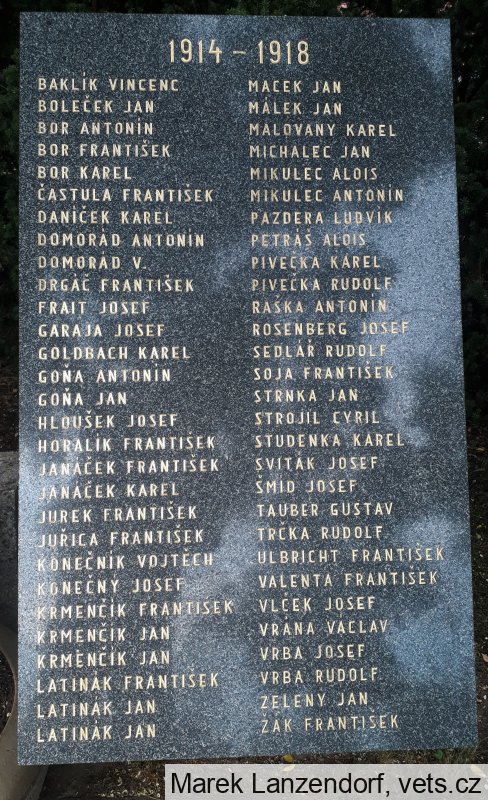 1914 – 1918
BAKLÍK VINCENC
BOLEČEK JAN
BOR ANTONÍN
BOR FRANTIŠEK
BOR KAREL
ČASTULA FRANTIŠEK
DANÍČEK KAREL
DOMORÁD ANTONÍN
DOMORÁD V.
DRGÁČ FRANTIŠEK
FRAIT JOSEF
GARAJA JOSEF
GOLDBACH KAREL
GOŇA ANTONÍN
GOŇA JAN
HLOUŠEK JOSEF
HORALÍK FRANTIŠEK
JANÁČEK FRANTIŠEK
JANÁČEK KAREL
JUREK FRANTIŠEK
JUŘICA FRANTIŠEK
KONEČNÍK VOJTĚCH
KONEČNÝ JOSEF
KRMENČÍK FRANTIŠEK
KRMENČÍK JAN
KRMENČÍK JAN
LATINÁK FRANTIŠEK
LATINÁK JAN
LATINÁK JAN
MACEK JAN
MÁLEK JAN
MALOVANÝ KAREL
MICHALEC JAN
MIKULEC ALOIS
MIKULEC ANTONÍN
PAZDERA LUDVÍK
PETRÁŠ ALOIS
PIVEČKA KAREL
PIVEČKA RUDOLF
RAŠKA ANTONÍN
ROSENBERG JOSEF
SEDLÁŘ RUDOLF
SOJA FRANTIŠEK
STRNKA JAN
STROJIL CYRIL
STUDENKA KAREL
SVITÁK JOSEF
ŠMÍD JOSEF
TAUBER GUSTAV
TRČKA RUDOLF
ULBRICHT FRANTIŠEK
VALENTA FRANTIŠEK
VLČEK JOSEF
VRÁNA VÁCLAV
VRBA JOSEF
VRBA RUDOLF
ZELENÝ JAN
ŽÁK FRANTIŠEK
Marek Lanzendorf, vets.cz